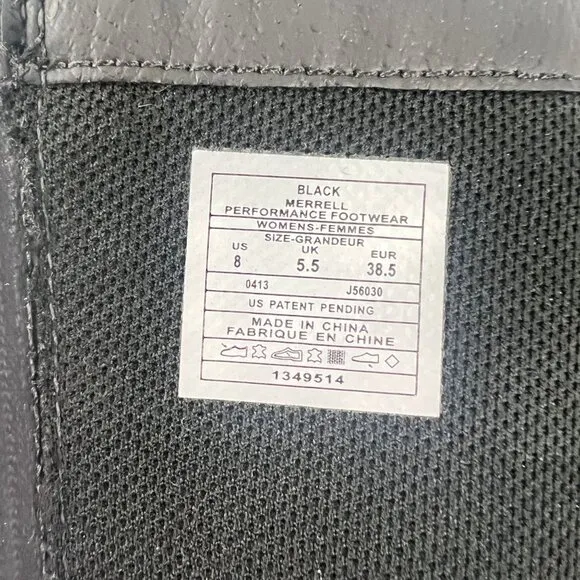 BLACK
MERRELL
PERFORMANCE FOOTWEAR
WOMENS-FEMMES
SIZE-GRANDEUR
US UK EUR
8 5.5 38.5
0413 J56030
US PATENT PENDING
MADE IN CHINA
FABRIQUE EN CHINE
1349514